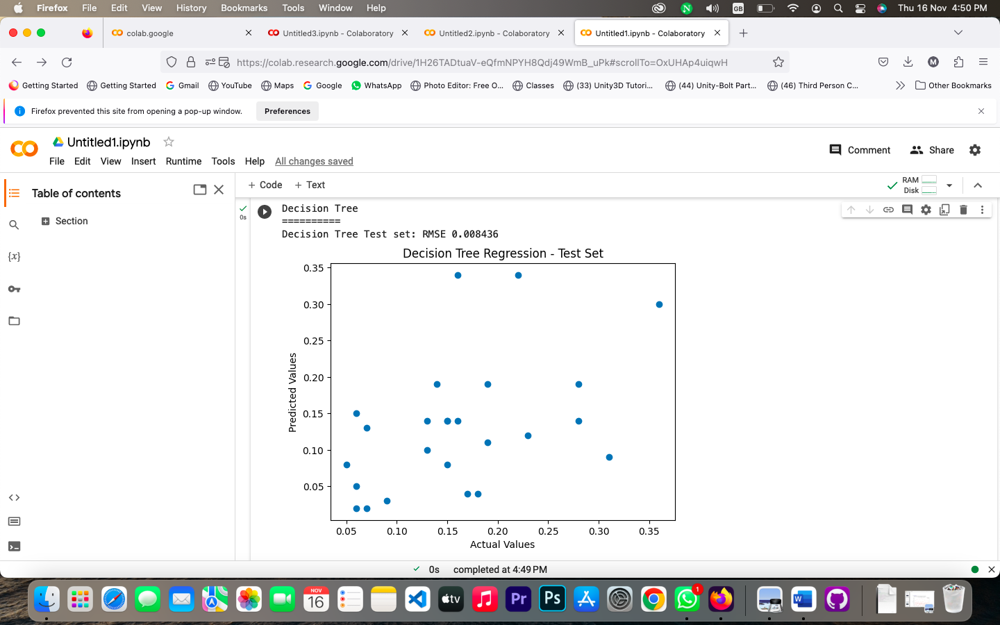 Firefox File Edit View History Bookmarks Tools Window Help GB Thu 16 Nov 4:50 PM
colab.google Untitled3.ipynb - Colaboratory Untitled2.ipynb - Colaboratory Untitled1.ipynb - Colaboratory
https://colab.research.google.com/drive/1H26TADtuaV-eQfmNPYH8Qdj49WmB_uPk#scrollTo=OxUHAp4uiqwH M
Getting Started Getting Started Gmail YouTube Maps Google WhatsApp Photo Editor: Free O... Classes (33) Unity3D Tutori... (44) Unity-Bolt Part... (46) Third Person C... Other Bookmarks
Firefox prevented this site from opening a pop-up window. Preferences
Untitled1.ipynb
File Edit View Insert Runtime Tools Help All changes saved
Comment Share
Table of contents
+ Code + Text
RAM
Disk
Section
{x}
0s
Decision Tree
==========
Decision Tree Test set: RMSE 0.008436
Decision Tree Regression - Test Set
0.35
0.30
0.25
0.20
0.15
0.10
0.05
Predicted Values
0.05 0.10 0.15 0.20 0.25 0.30 0.35
Actual Values
0s completed at 4:49 PM
NOV
16
tv
Pr
Ps
1
W